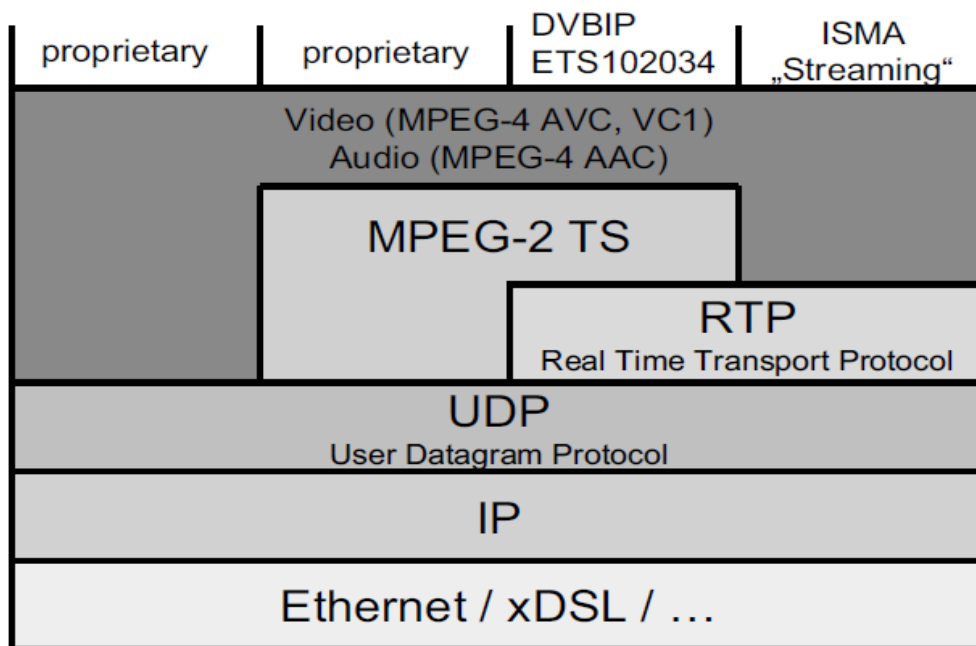 proprietary
proprietary
DVBIP
ETS102034
ISMA
„Streaming“
Video (MPEG-4 AVC, VC1)
Audio (MPEG-4 AAC)
MPEG-2 TS
RTP
Real Time Transport Protocol
UDP
User Datagram Protocol
IP
Ethernet / xDSL / ...